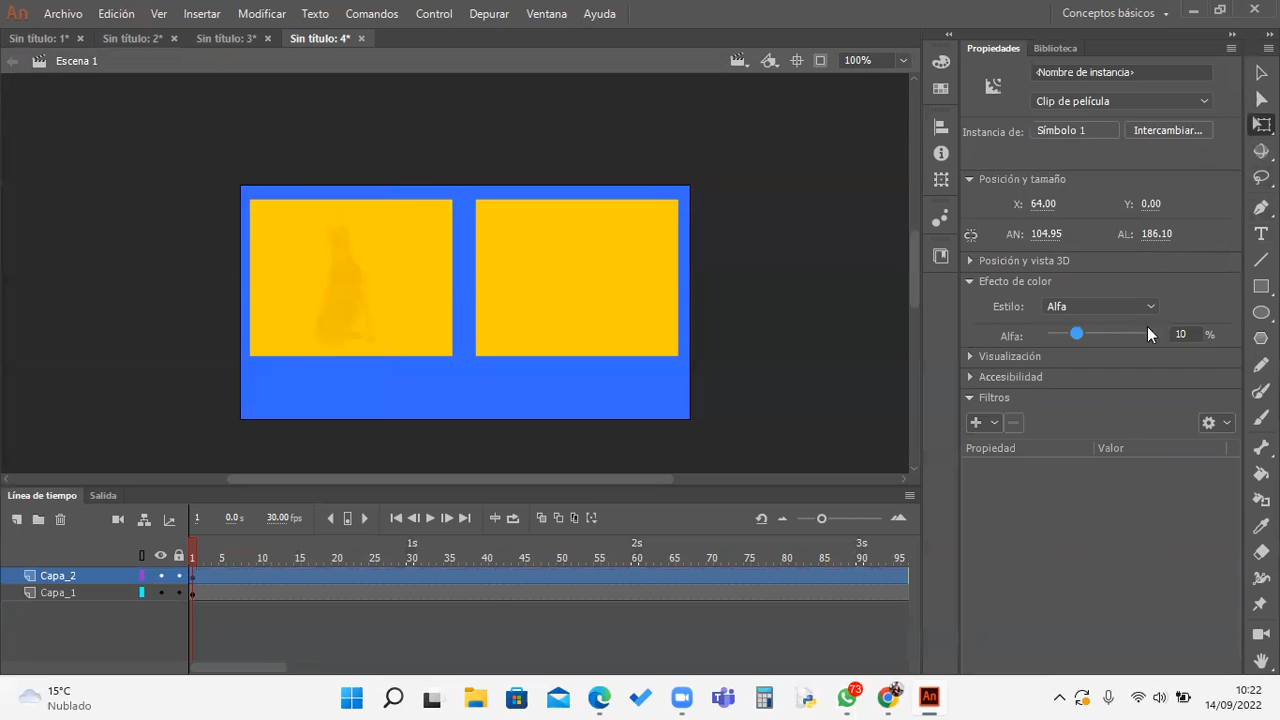 An Archivo Edición Ver Insertar Modificar Texto Comandos Control Depurar Ventana Ayuda Conceptos básicos
Sin título: 1* × Sin título: 2* × Sin título: 3* × Sin título: 4* ×
Escena 1 100%
Propiedades Biblioteca
<Nombre de instancia>
Clip de película
Instancia de: Símbolo 1 Intercambiar...
Posición y tamaño
X: 64.00 Y: 0.00
AN: 104.95 AL: 186.10
Posición y vista 3D
Efecto de color
Estilo: Alfa
Alfa: 10 %
Visualización
Accesibilidad
Filtros
Propiedad Valor
Línea de tiempo Salida
1 0.0s 30.00 fps
1s 2s 3s
1 5 10 15 20 25 30 35 40 45 50 55 60 65 70 75 80 85 90 95
Capa_2
Capa_1
15°C
Nublado
73
An
10:22
14/09/2022